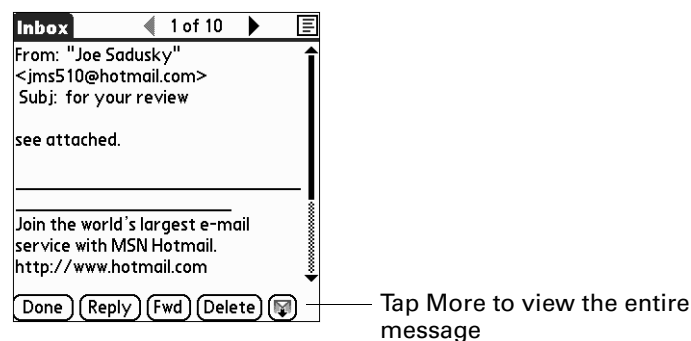 Inbox 1 of 10
From: "Joe Sadusky"
<jms510@hotmail.com>
Subj: for your review
see attached.
Join the world's largest e-mail
service with MSN Hotmail.
http://www.hotmail.com
Done Reply Fwd Delete
Tap More to view the entire
message